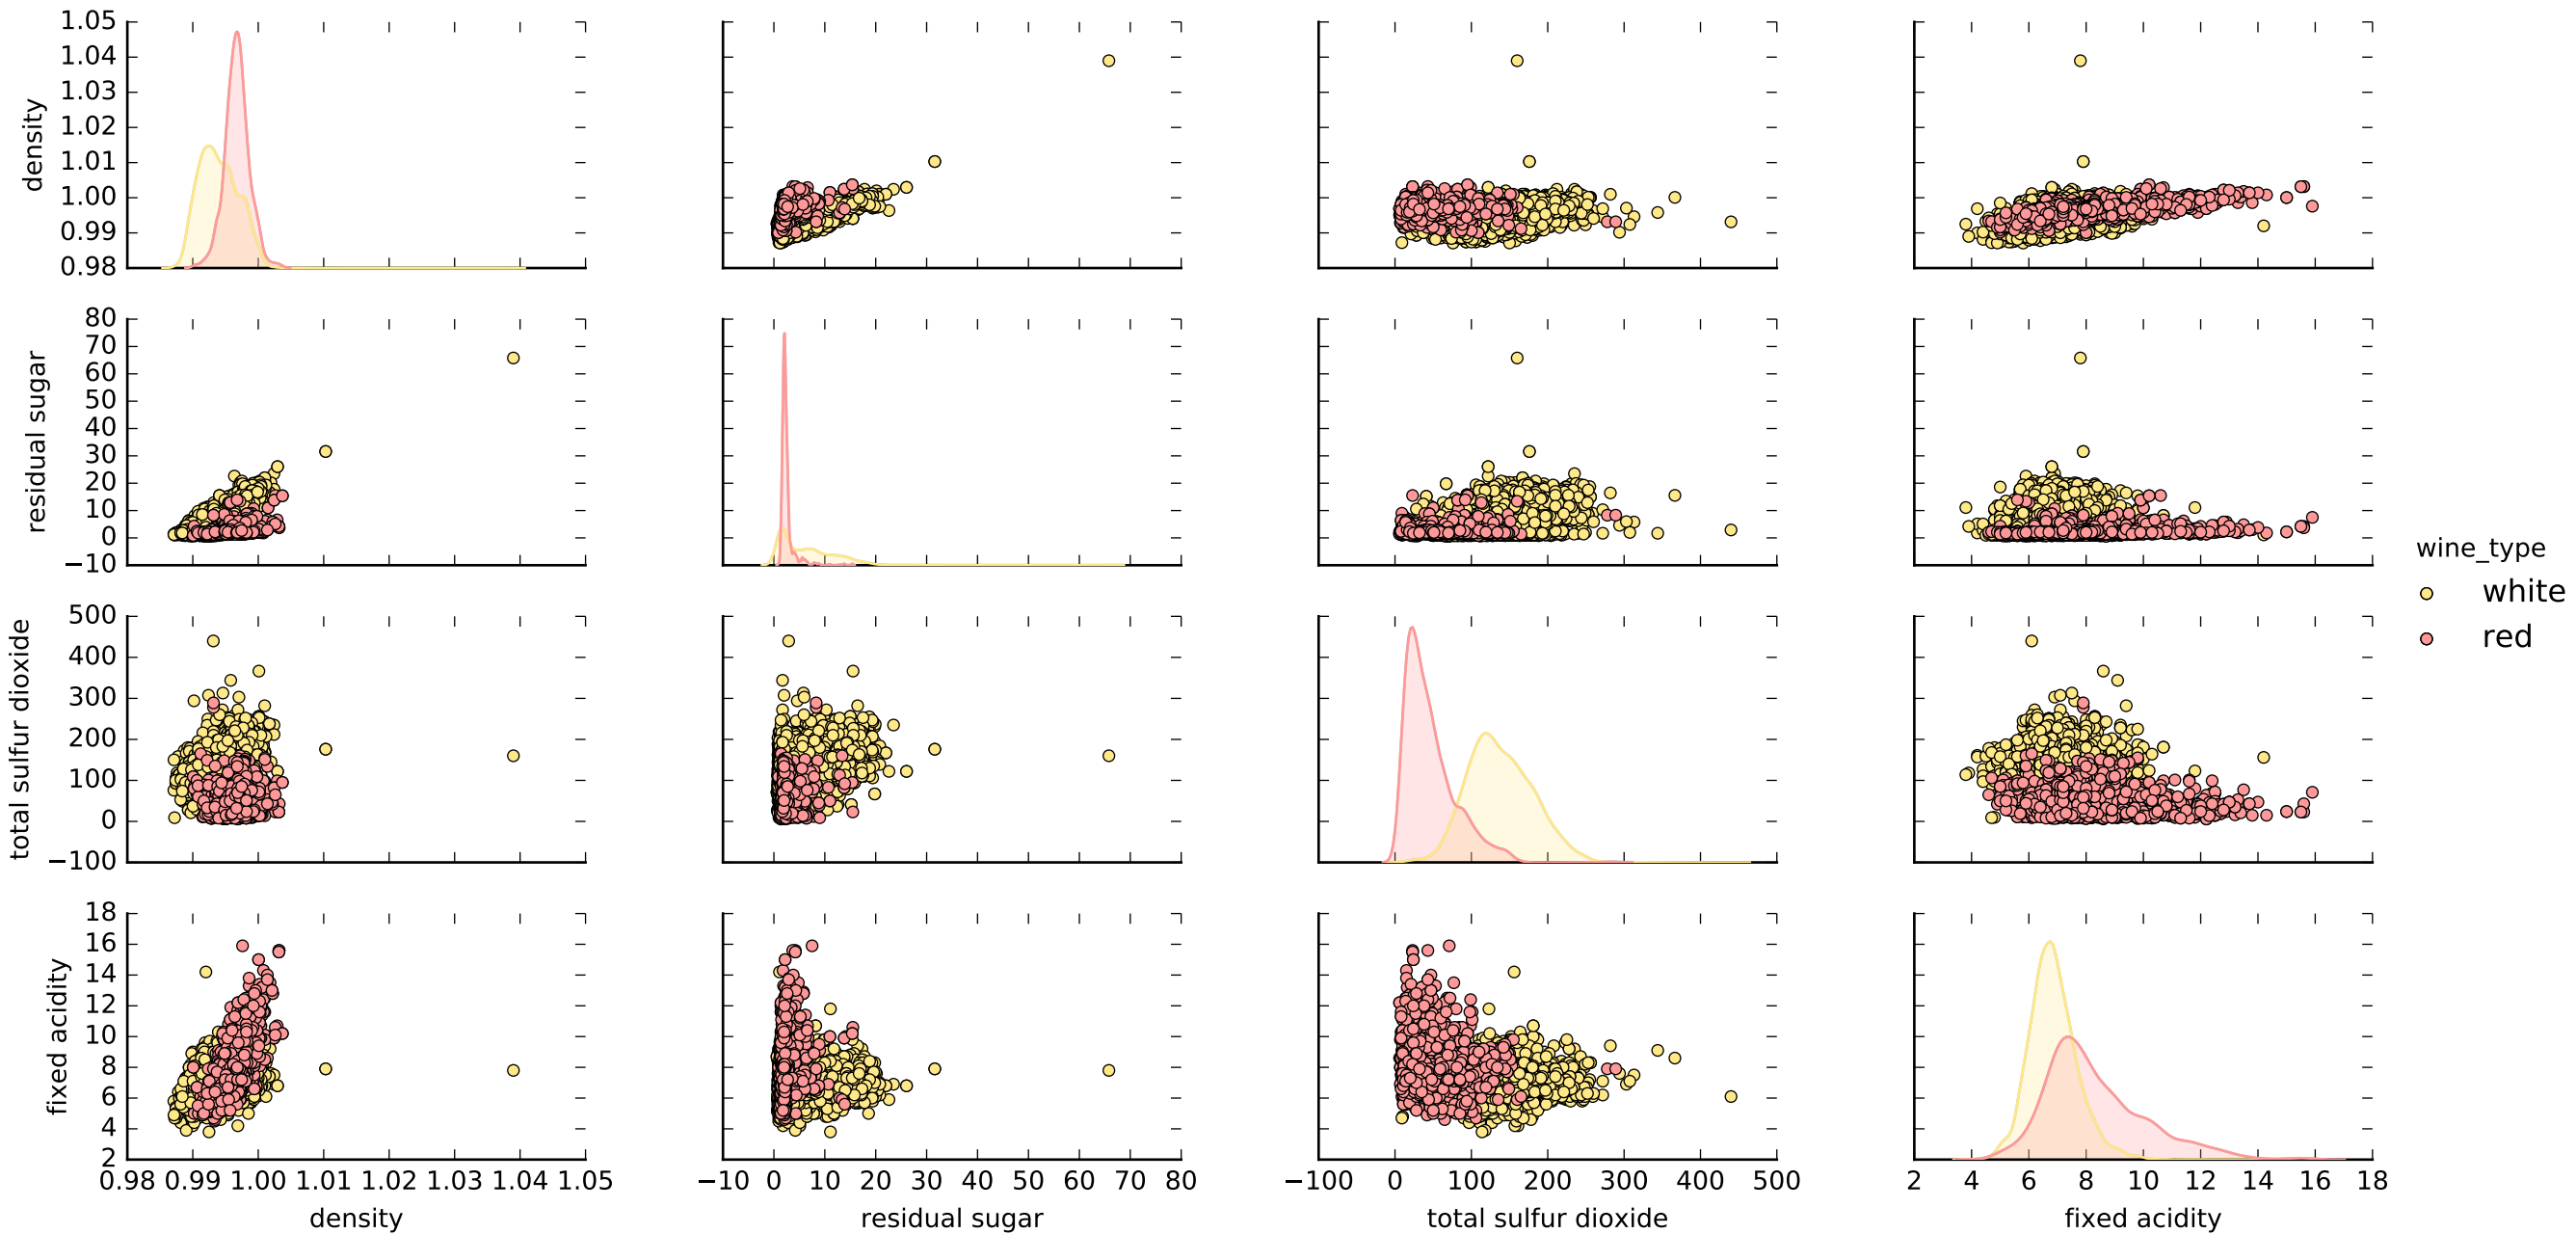 density
1.05
1.04
1.03
1.02
1.01
1.00
0.99
0.98
residual sugar
80
70
60
50
40
30
20
10
0
−10
total sulfur dioxide
500
400
300
200
100
0
−100
fixed acidity
18
16
14
12
10
8
6
4
2
0.98 0.99 1.00 1.01 1.02 1.03 1.04 1.05
density
−10 0 10 20 30 40 50 60 70 80
residual sugar
−100 0 100 200 300 400 500
total sulfur dioxide
2 4 6 8 10 12 14 16 18
fixed acidity
wine_type
white
red